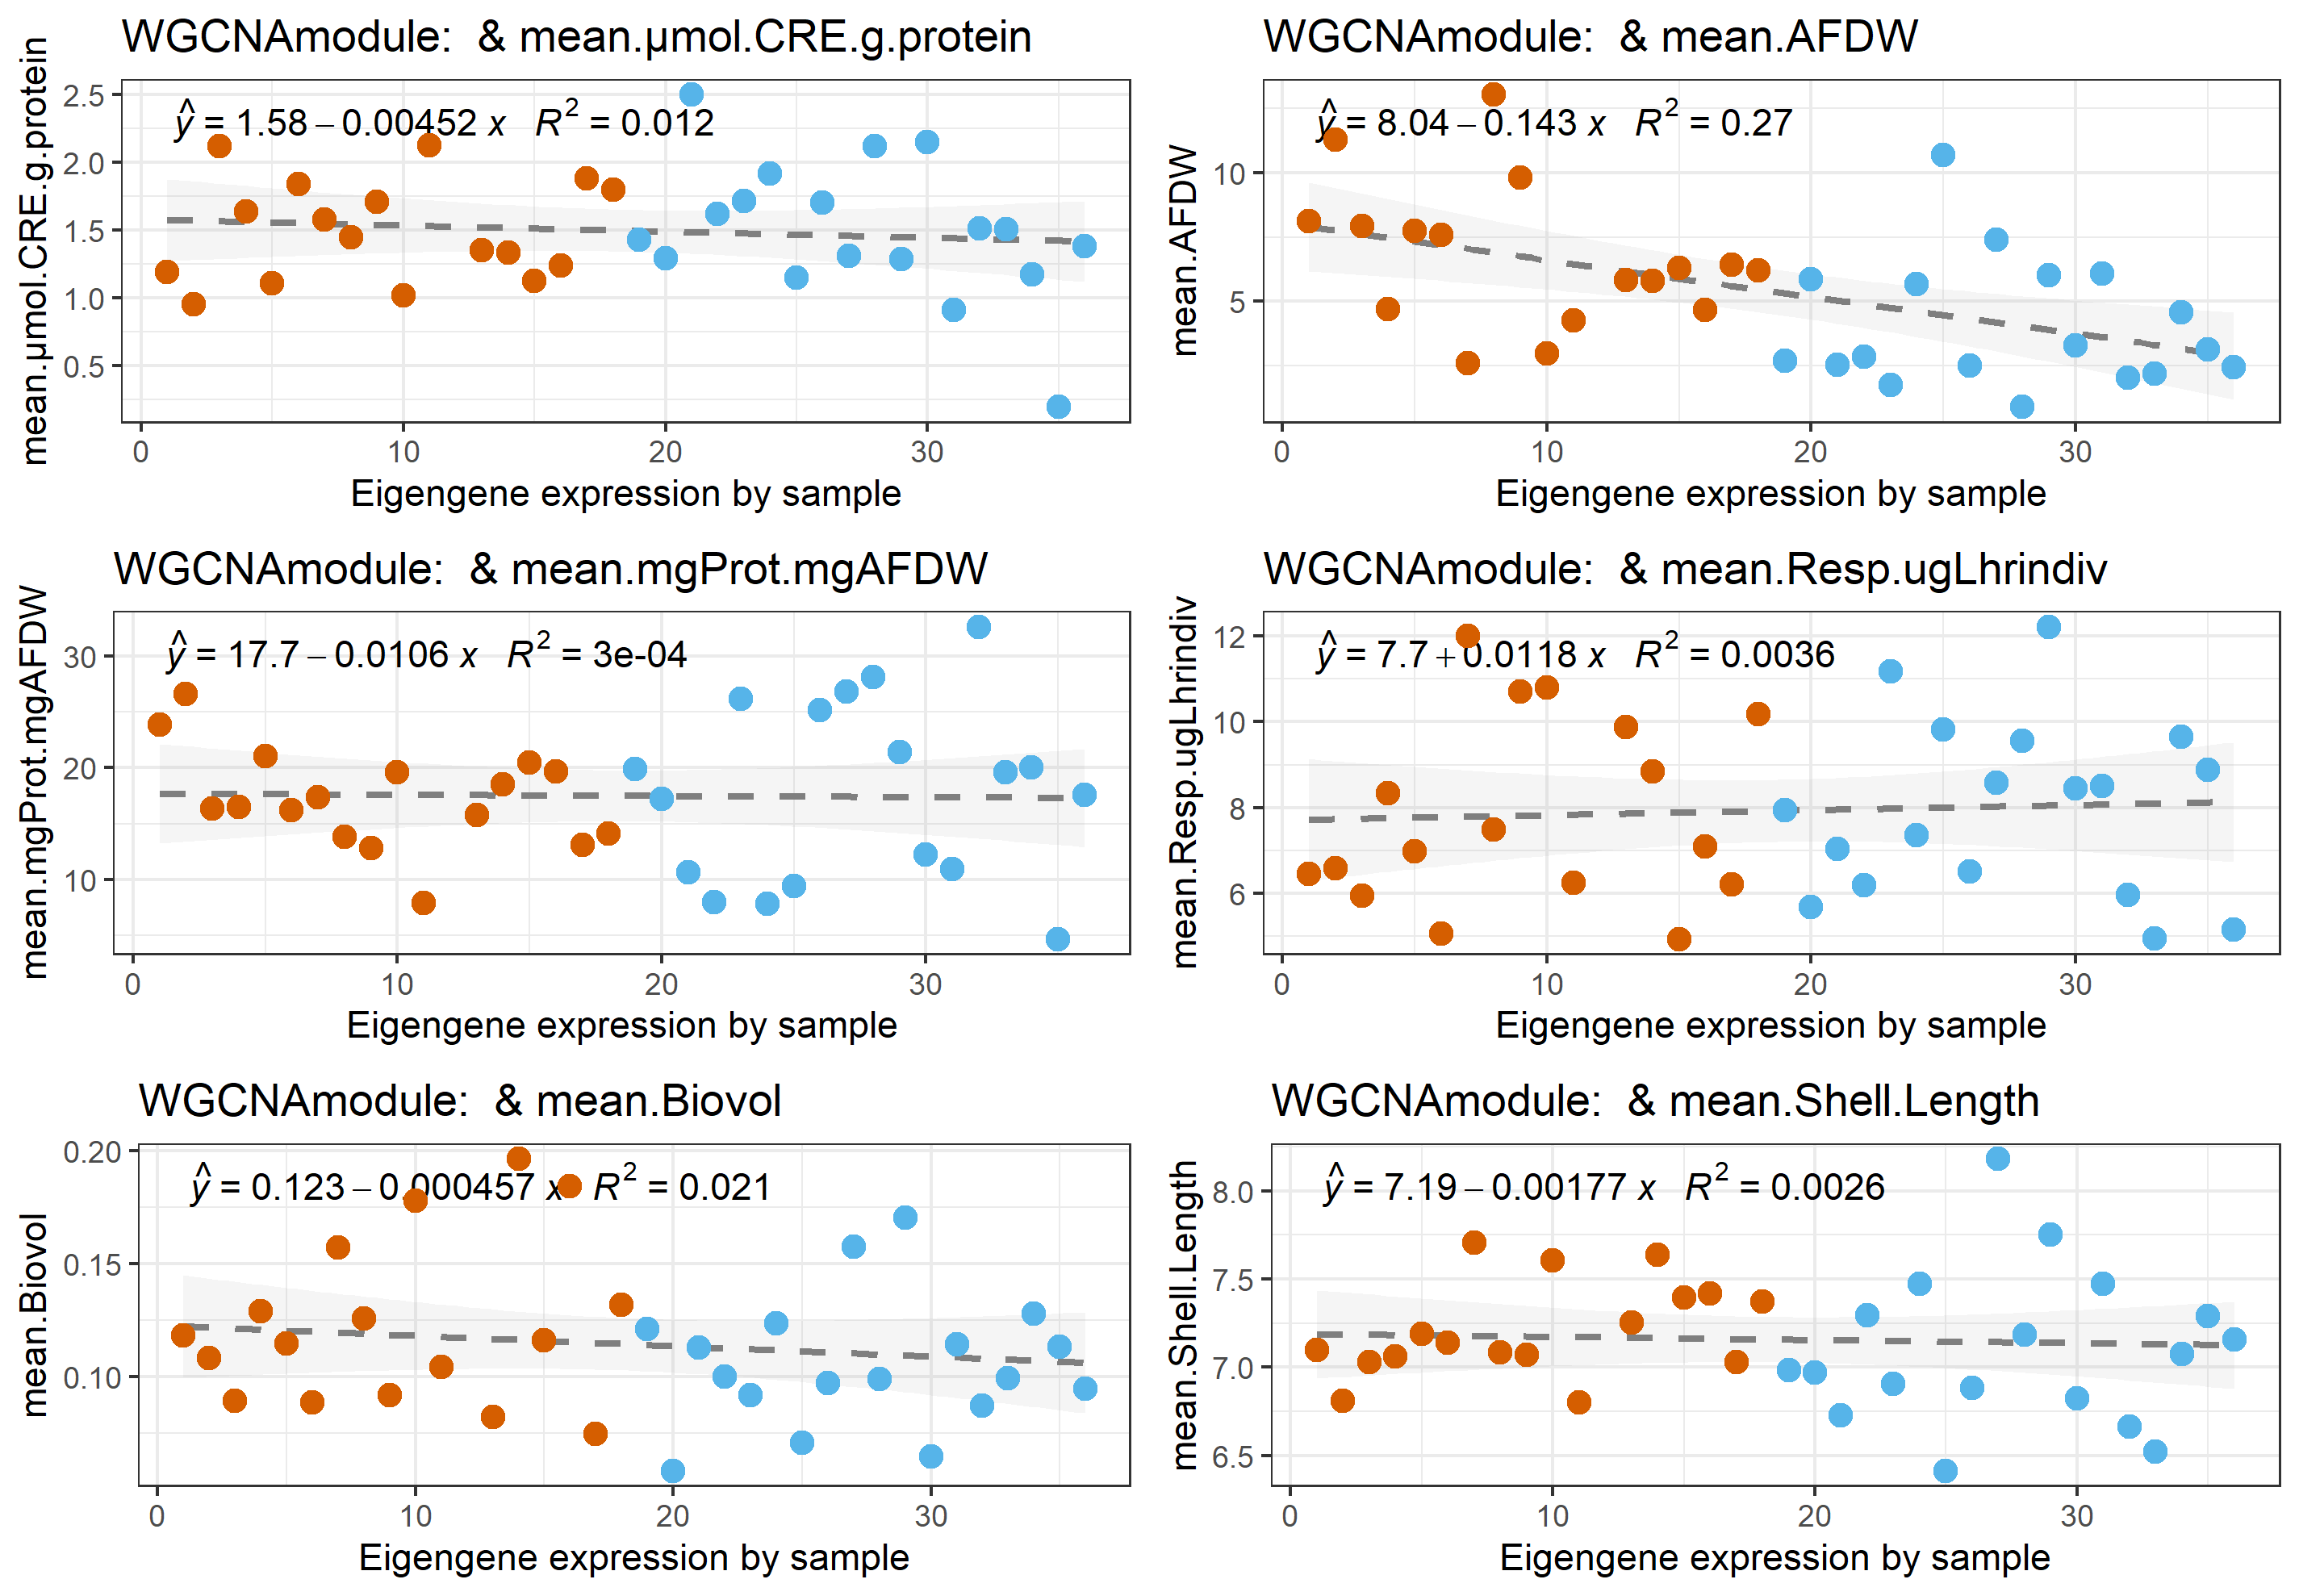 WGCNAmodule:  & mean.µmol.CRE.g.protein
mean.µmol.CRE.g.protein
2.5
2.0
1.5
1.0
0.5
ŷ = 1.58 − 0.00452 x   R² = 0.012
0 10 20 30
Eigengene expression by sample
WGCNAmodule:  & mean.AFDW
mean.AFDW
10
5
ŷ = 8.04 − 0.143 x   R² = 0.27
0 10 20 30
Eigengene expression by sample
WGCNAmodule:  & mean.mgProt.mgAFDW
mean.mgProt.mgAFDW
30
20
10
ŷ = 17.7 − 0.0106 x   R² = 3e-04
0 10 20 30
Eigengene expression by sample
WGCNAmodule:  & mean.Resp.ugLhrindiv
mean.Resp.ugLhrindiv
12
10
8
6
ŷ = 7.7 + 0.0118 x   R² = 0.0036
0 10 20 30
Eigengene expression by sample
WGCNAmodule:  & mean.Biovol
mean.Biovol
0.20
0.15
0.10
ŷ = 0.123 − 0.000457 x   R² = 0.021
0 10 20 30
Eigengene expression by sample
WGCNAmodule:  & mean.Shell.Length
mean.Shell.Length
8.0
7.5
7.0
6.5
ŷ = 7.19 − 0.00177 x   R² = 0.0026
0 10 20 30
Eigengene expression by sample